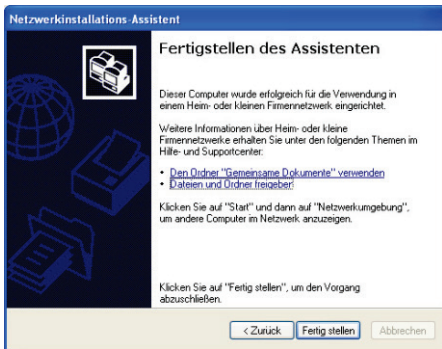 Netzwerkinstallations-Assistent
Fertigstellen des Assistenten
Dieser Computer wurde erfolgreich für die Verwendung in
einem Heim- oder kleinen Firmennetzwerk eingerichtet.
Weitere Informationen über Heim- oder kleine
Firmennetzwerke erhalten Sie unter den folgenden Themen im
Hilfe- und Supportcenter:
• Den Ordner "Gemeinsame Dokumente" verwenden
• Dateien und Ordner freigeben
Klicken Sie auf "Start" und dann auf "Netzwerkumgebung",
um andere Computer im Netzwerk anzuzeigen.
Klicken Sie auf "Fertig stellen", um den Vorgang
abzuschließen.
< Zurück Fertig stellen Abbrechen